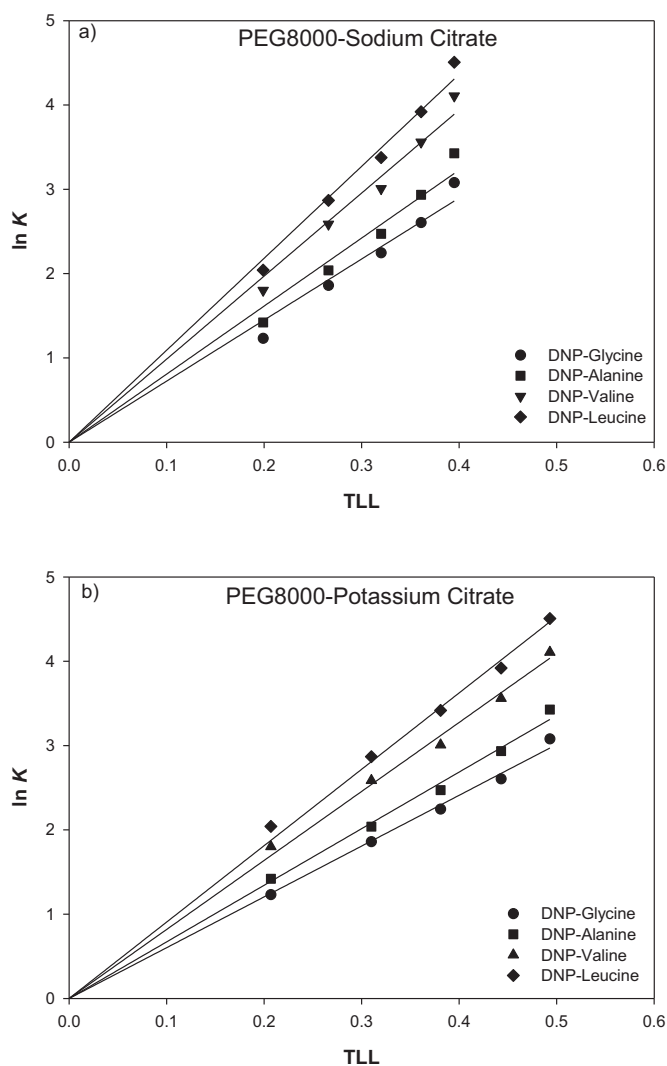 a)
PEG8000-Sodium Citrate
5
4
3
2
1
0
ln K
DNP-Glycine
DNP-Alanine
DNP-Valine
DNP-Leucine
0.0 0.1 0.2 0.3 0.4 0.5 0.6
TLL
b)
PEG8000-Potassium Citrate
5
4
3
2
1
0
ln K
DNP-Glycine
DNP-Alanine
DNP-Valine
DNP-Leucine
0.0 0.1 0.2 0.3 0.4 0.5 0.6
TLL